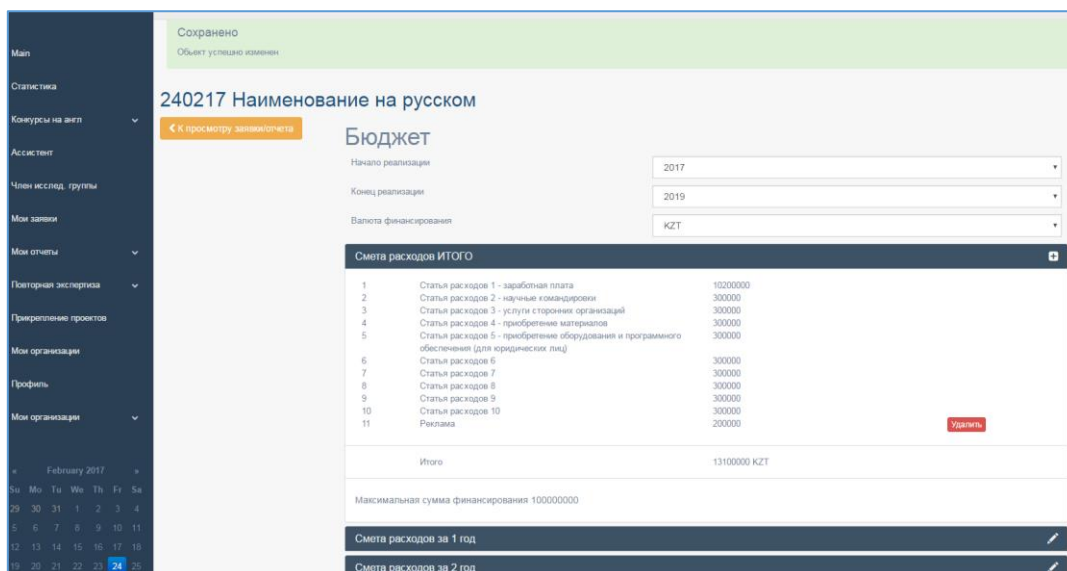 Сохранено
Объект успешно изменен
Main
Статистика
Конкурсы на англ
Ассистент
Член исслед. группы
Мои заявки
Мои отчеты
Повторная экспертиза
Прикрепление проектов
Мои организации
Профиль
Мои организации
« February 2017 »
Su Mo Tu We Th Fr Sa
29 30 31 1 2 3 4
5 6 7 8 9 10 11
12 13 14 15 16 17 18
19 20 21 22 23 24 25
240217 Наименование на русском
К просмотру заявки/отчета
Бюджет
Начало реализации 2017
Конец реализации 2019
Валюта финансирования KZT
Смета расходов ИТОГО
1 Статья расходов 1 - заработная плата 10200000
2 Статья расходов 2 - научные командировки 300000
3 Статья расходов 3 - услуги сторонних организаций 300000
4 Статья расходов 4 - приобретение материалов 300000
5 Статья расходов 5 - приобретение оборудования и программного 300000
обеспечения (для юридических лиц)
6 Статья расходов 6 300000
7 Статья расходов 7 300000
8 Статья расходов 8 300000
9 Статья расходов 9 300000
10 Статья расходов 10 300000
11 Реклама 200000 Удалить
Итого 13100000 KZT
Максимальная сумма финансирования 100000000
Смета расходов за 1 год
Смета расходов за 2 год